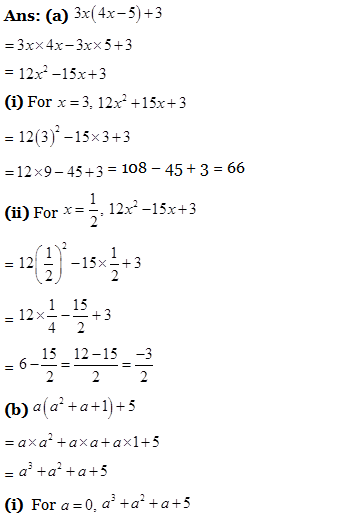 Ans: (a) 3x(4x−5)+3
=3x×4x−3x×5+3
= 12x² −15x+3
(i) For x=3, 12x² +15x+3
= 12(3)² −15×3+3
=12×9−45+3 = 108 − 45 + 3 = 66
(ii) For x=1/2, 12x² −15x+3
= 12(1/2)² −15×1/2+3
= 12×1/4−15/2+3
= 6−15/2=12−15/2=−3/2
(b) a(a²+a+1)+5
=a×a²+a×a+a×1+5
= a³+a²+a+5
(i) For a=0, a³+a²+a+5